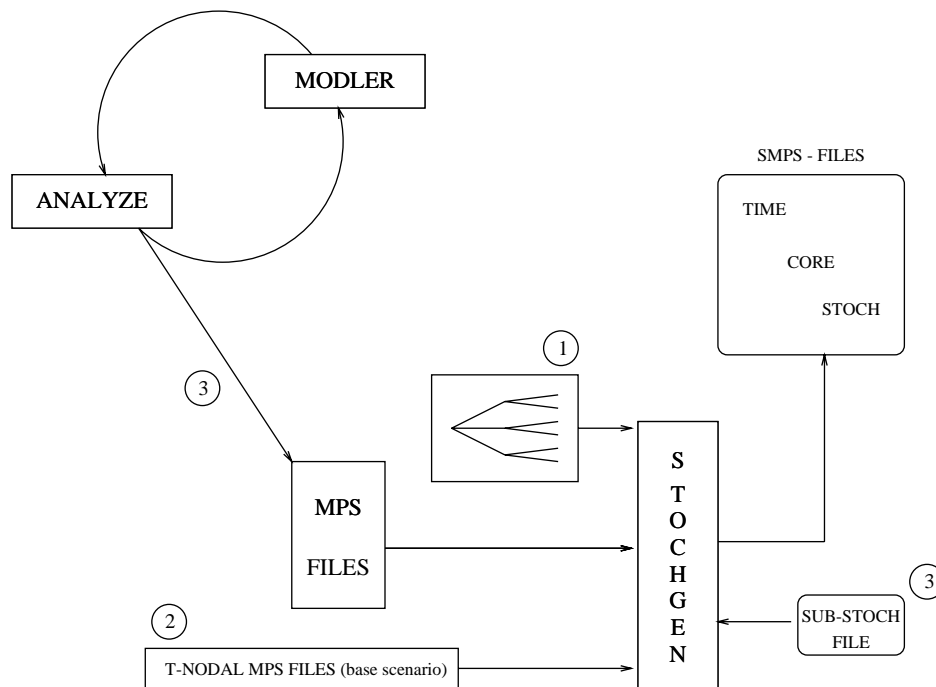 MODLER
ANALYZE
SMPS - FILES
TIME
CORE
STOCH
1
3
MPS
FILES
S
T
O
C
H
G
E
N
3
SUB-STOCH
FILE
2
T-NODAL MPS FILES (base scenario)